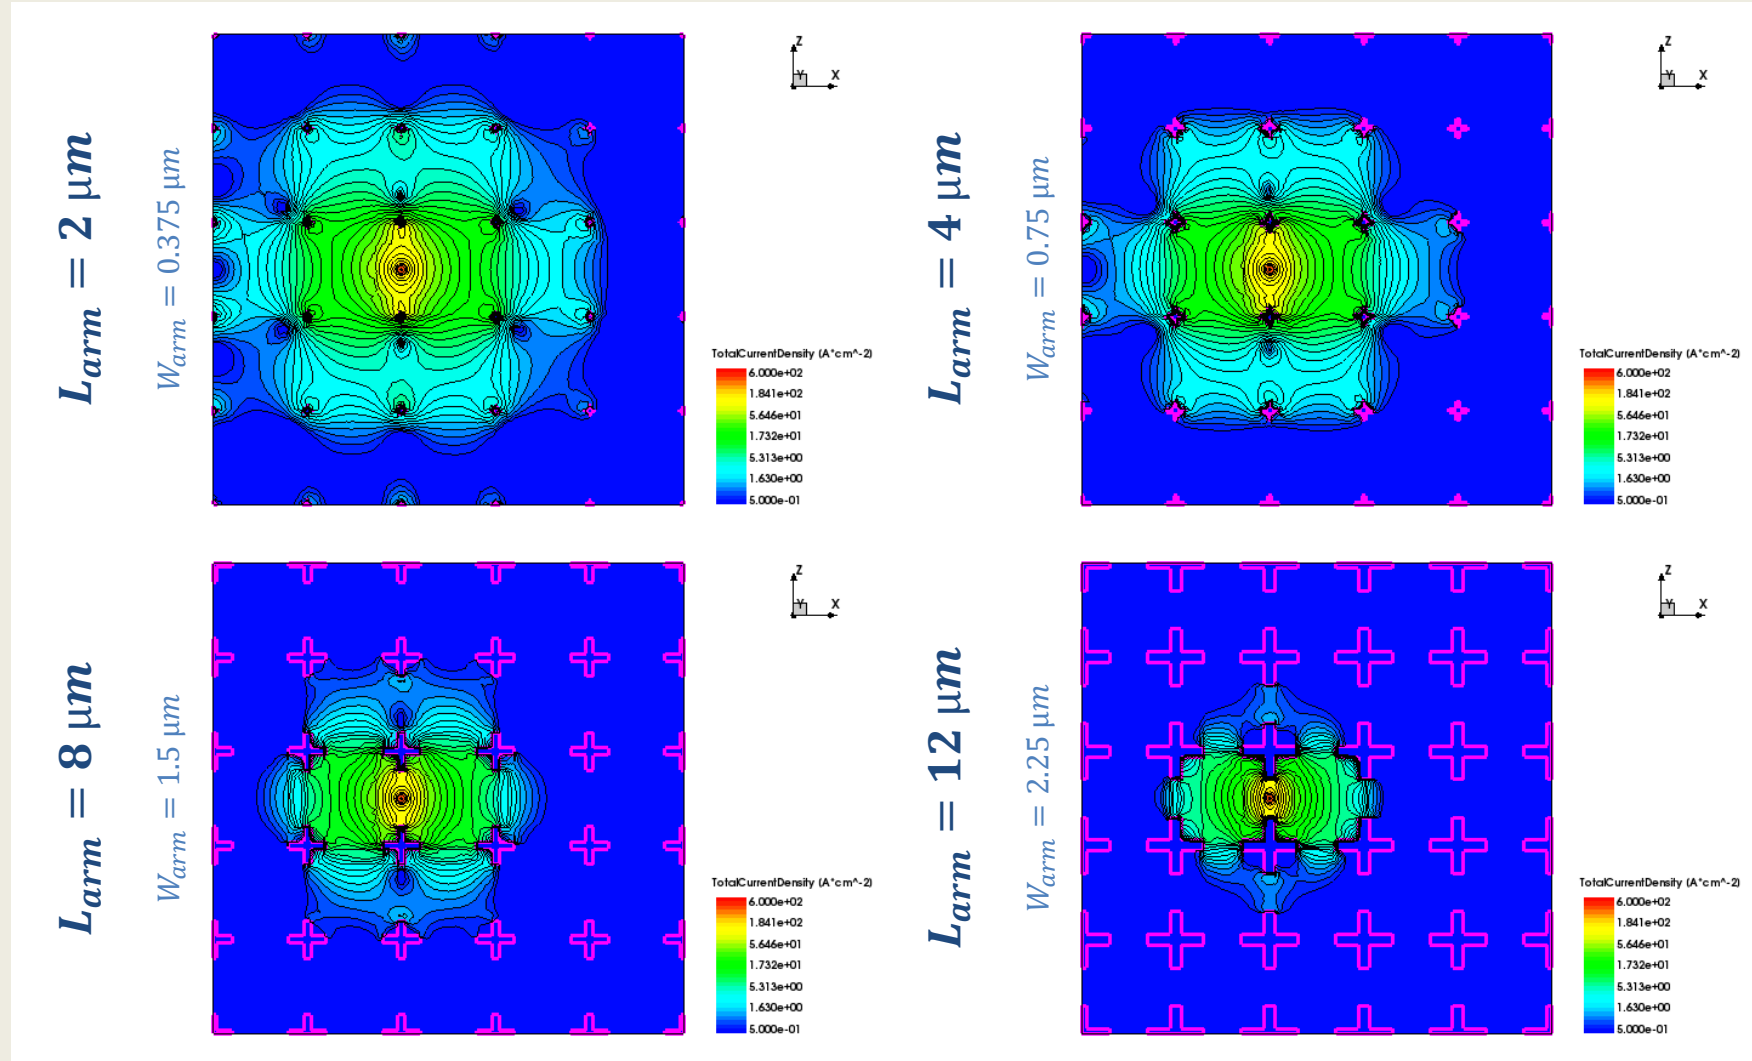 L_arm = 2 μm
W_arm = 0.375 μm
Z
Y
X
TotalCurrentDensity (A*cm^-2)
6.000e+02
1.841e+02
5.646e+01
1.732e+01
5.313e+00
1.630e+00
5.000e-01
L_arm = 4 μm
W_arm = 0.75 μm
Z
Y
X
TotalCurrentDensity (A*cm^-2)
6.000e+02
1.841e+02
5.646e+01
1.732e+01
5.313e+00
1.630e+00
5.000e-01
L_arm = 8 μm
W_arm = 1.5 μm
Z
Y
X
TotalCurrentDensity (A*cm^-2)
6.000e+02
1.841e+02
5.646e+01
1.732e+01
5.313e+00
1.630e+00
5.000e-01
L_arm = 12 μm
W_arm = 2.25 μm
Z
Y
X
TotalCurrentDensity (A*cm^-2)
6.000e+02
1.841e+02
5.646e+01
1.732e+01
5.313e+00
1.630e+00
5.000e-01